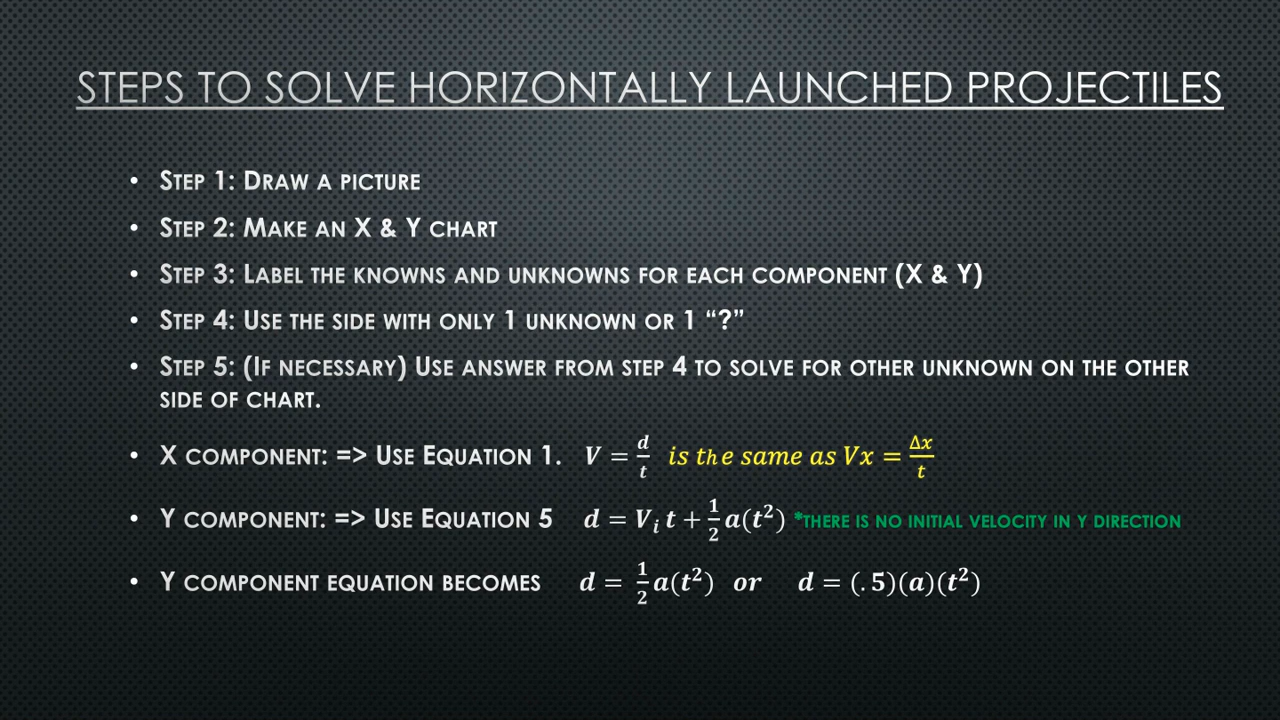 STEPS TO SOLVE HORIZONTALLY LAUNCHED PROJECTILES
• STEP 1: DRAW A PICTURE
• STEP 2: MAKE AN X & Y CHART
• STEP 3: LABEL THE KNOWNS AND UNKNOWNS FOR EACH COMPONENT (X & Y)
• STEP 4: USE THE SIDE WITH ONLY 1 UNKNOWN OR 1 “?”
• STEP 5: (IF NECESSARY) USE ANSWER FROM STEP 4 TO SOLVE FOR OTHER UNKNOWN ON THE OTHER
SIDE OF CHART.
• X COMPONENT: => USE EQUATION 1. V = d/t is the same as Vx = Δx/t
• Y COMPONENT: => USE EQUATION 5 d = Vᵢ t + 1/2 a(t²) *THERE IS NO INITIAL VELOCITY IN Y DIRECTION
• Y COMPONENT EQUATION BECOMES d = 1/2 a(t²) or d = (.5)(a)(t²)